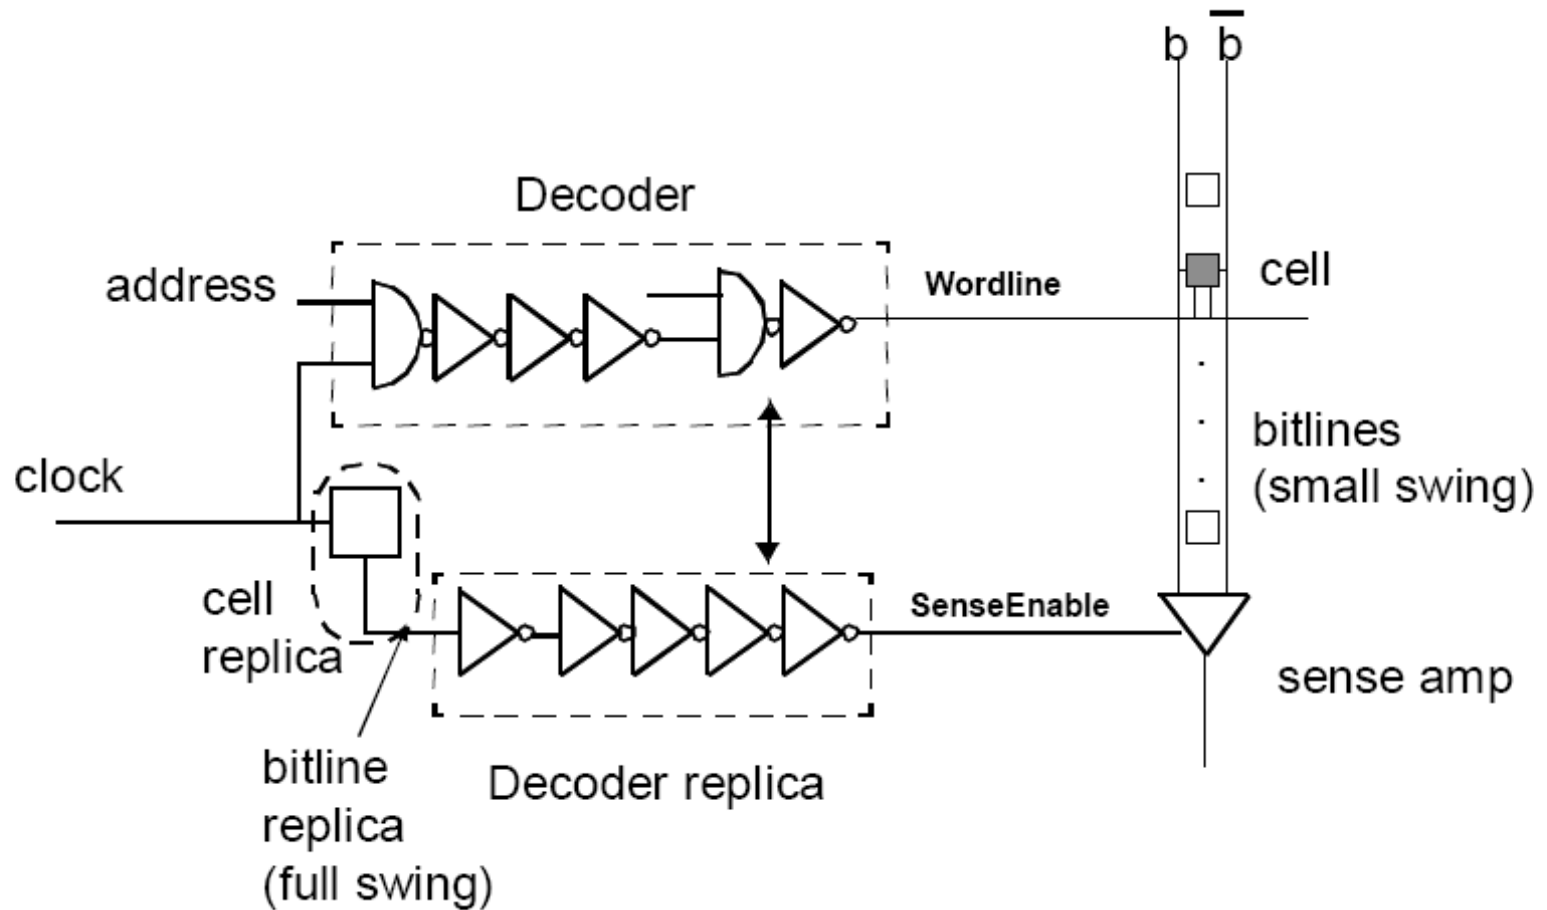 b b̅
Decoder
address
Wordline
cell
clock
bitlines
(small swing)
cell
replica
SenseEnable
sense amp
bitline
replica
(full swing)
Decoder replica